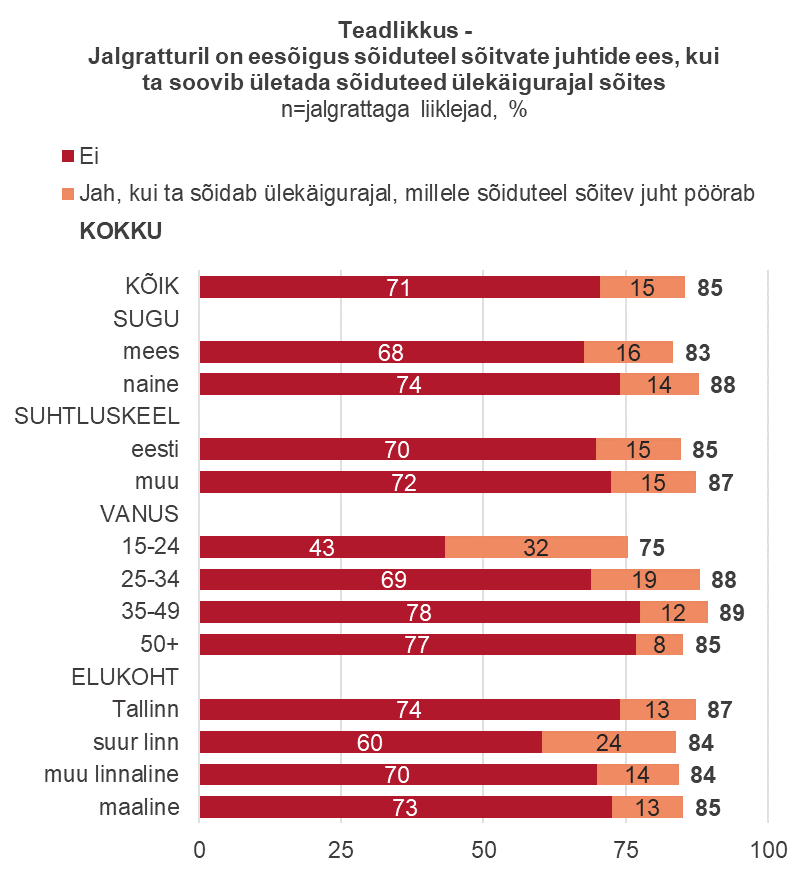 Teadlikkus -
Jalgratturil on eesõigus sõiduteel sõitvate juhtide ees, kui
ta soovib ületada sõiduteed ülekäigurajal sõites
n=jalgrattaga liiklejad, %
Ei
Jah, kui ta sõidab ülekäigurajal, millele sõiduteel sõitev juht pöörab
KOKKU
KÕIK 71 15 85
SUGU
mees 68 16 83
naine 74 14 88
SUHTLUSKEEL
eesti 70 15 85
muu 72 15 87
VANUS
15-24 43 32 75
25-34 69 19 88
35-49 78 12 89
50+ 77 8 85
ELUKOHT
Tallinn 74 13 87
suur linn 60 24 84
muu linnaline 70 14 84
maaline 73 13 85
0 25 50 75 100